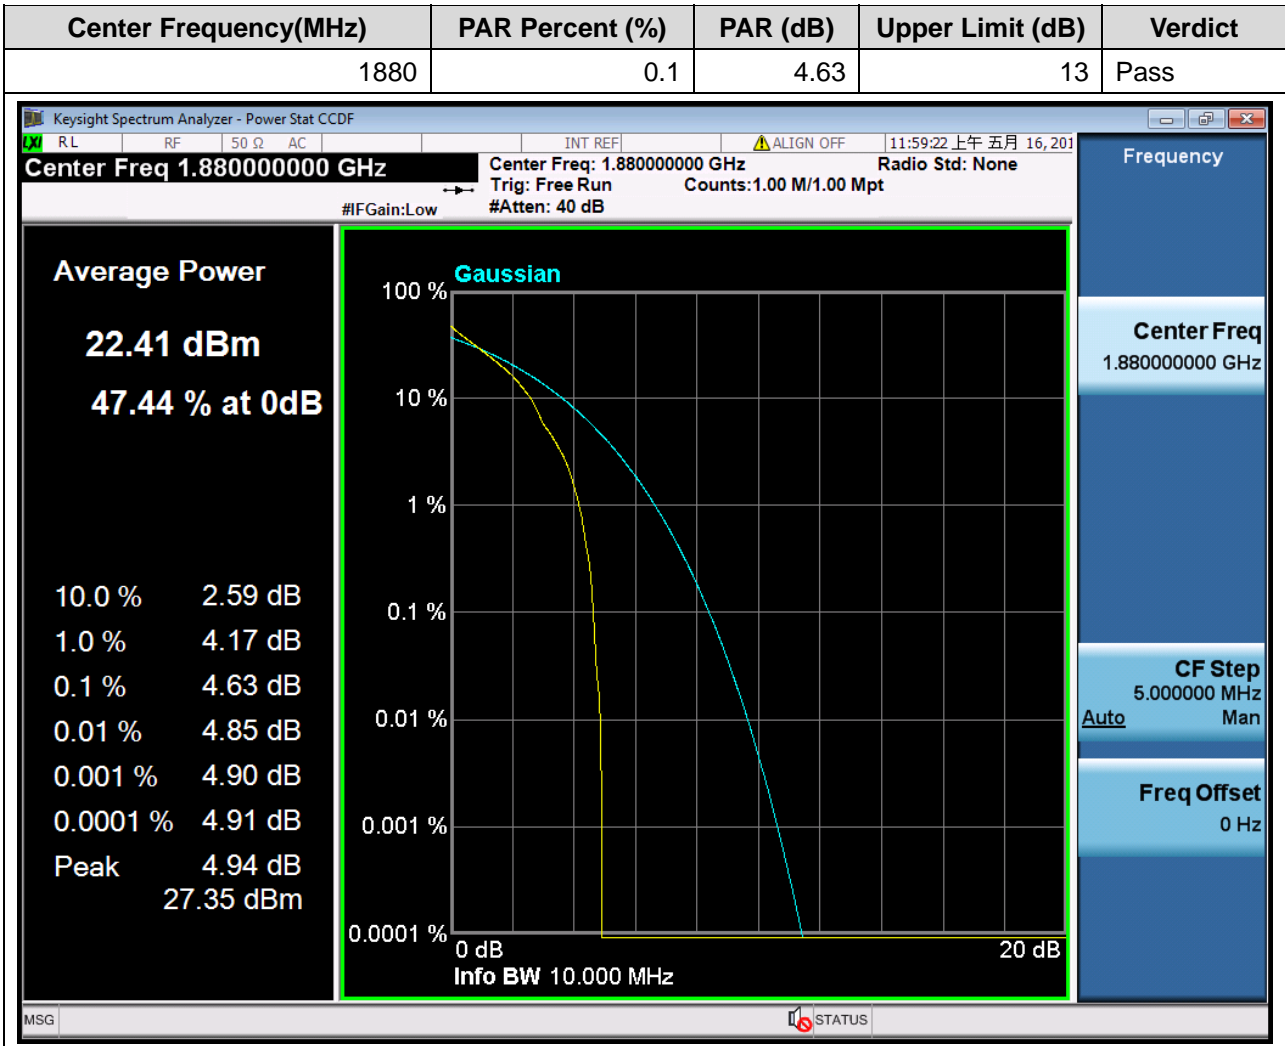 Center Frequency(MHz) PAR Percent (%) PAR (dB) Upper Limit (dB) Verdict
1880 0.1 4.63 13 Pass
Keysight Spectrum Analyzer - Power Stat CCDF
LXI RL RF 50 Ω AC INT REF ALIGN OFF 11:59:22 上午 五月 16, 201
Center Freq 1.880000000 GHz
Center Freq: 1.880000000 GHz Radio Std: None
Trig: Free Run Counts:1.00 M/1.00 Mpt
#IFGain:Low #Atten: 40 dB
Average Power
22.41 dBm
47.44 % at 0dB
10.0 % 2.59 dB
1.0 % 4.17 dB
0.1 % 4.63 dB
0.01 % 4.85 dB
0.001 % 4.90 dB
0.0001 % 4.91 dB
Peak 4.94 dB
27.35 dBm
Gaussian
100 %
10 %
1 %
0.1 %
0.01 %
0.001 %
0.0001 %
0 dB 20 dB
Info BW 10.000 MHz
Frequency
Center Freq
1.880000000 GHz
CF Step
5.000000 MHz
Auto Man
Freq Offset
0 Hz
MSG STATUS